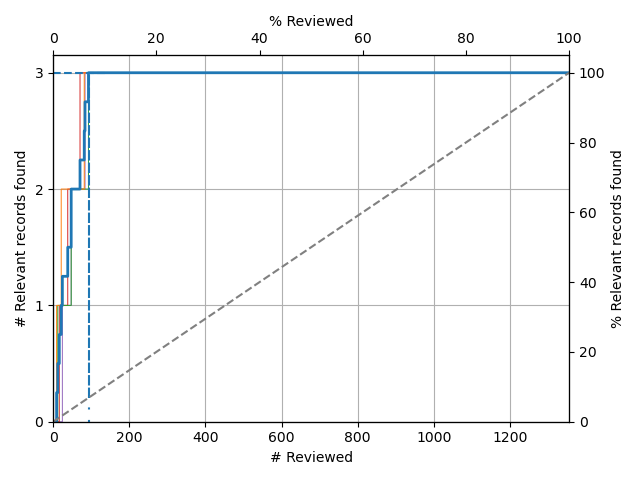 % Reviewed
0 20 40 60 80 100
3 100
80
2
60
40
1
20
0 0
0 200 400 600 800 1000 1200
# Reviewed
# Relevant records found
% Relevant records found